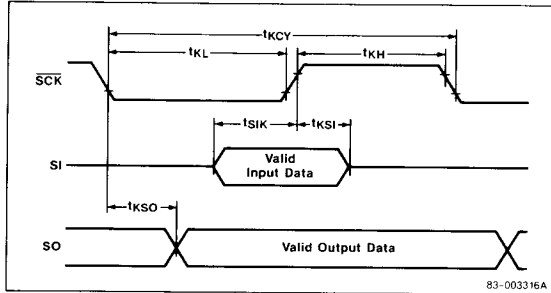 tKCY
tKL
tKH
SCK
tSIK
tKSI
SI
Valid
Input Data
tKSO
SO
Valid Output Data
83-003316A